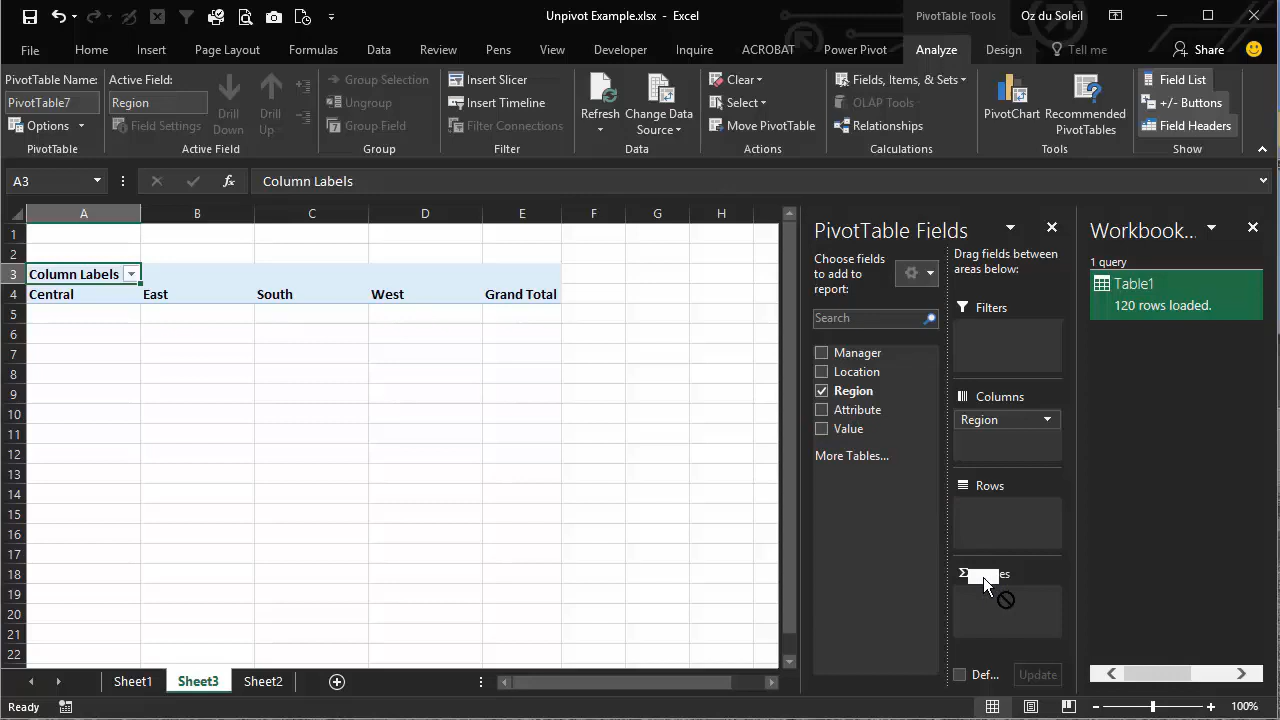 Unpivot Example.xlsx - Excel
PivotTable Tools
Oz du Soleil
File
Home
Insert
Page Layout
Formulas
Data
Review
Pens
View
Developer
Inquire
ACROBAT
Power Pivot
Analyze
Design
Tell me
Share
PivotTable Name:
PivotTable7
Options
PivotTable
Active Field:
Region
Field Settings
Drill Down
Drill Up
Active Field
Group Selection
Ungroup
Group Field
Group
Insert Slicer
Insert Timeline
Filter Connections
Filter
Refresh
Change Data
Source
Data
Clear
Select
Move PivotTable
Actions
Fields, Items, & Sets
OLAP Tools
Relationships
Calculations
PivotChart
Recommended
PivotTables
Tools
Field List
+/- Buttons
Field Headers
Show
A3
fx
Column Labels
A B C D E F G H
1
2
3 Column Labels
4 Central East South West Grand Total
5
6
7
8
9
10
11
12
13
14
15
16
17
18
19
20
21
22
PivotTable Fields
Choose fields
to add to
report:
Search
Manager
Location
Region
Attribute
Value
More Tables...
Drag fields between
areas below:
Filters
Columns
Region
Rows
Σ es
Def...
Update
Workbook...
1 query
Table1
120 rows loaded.
Sheet1
Sheet3
Sheet2
Ready
100%